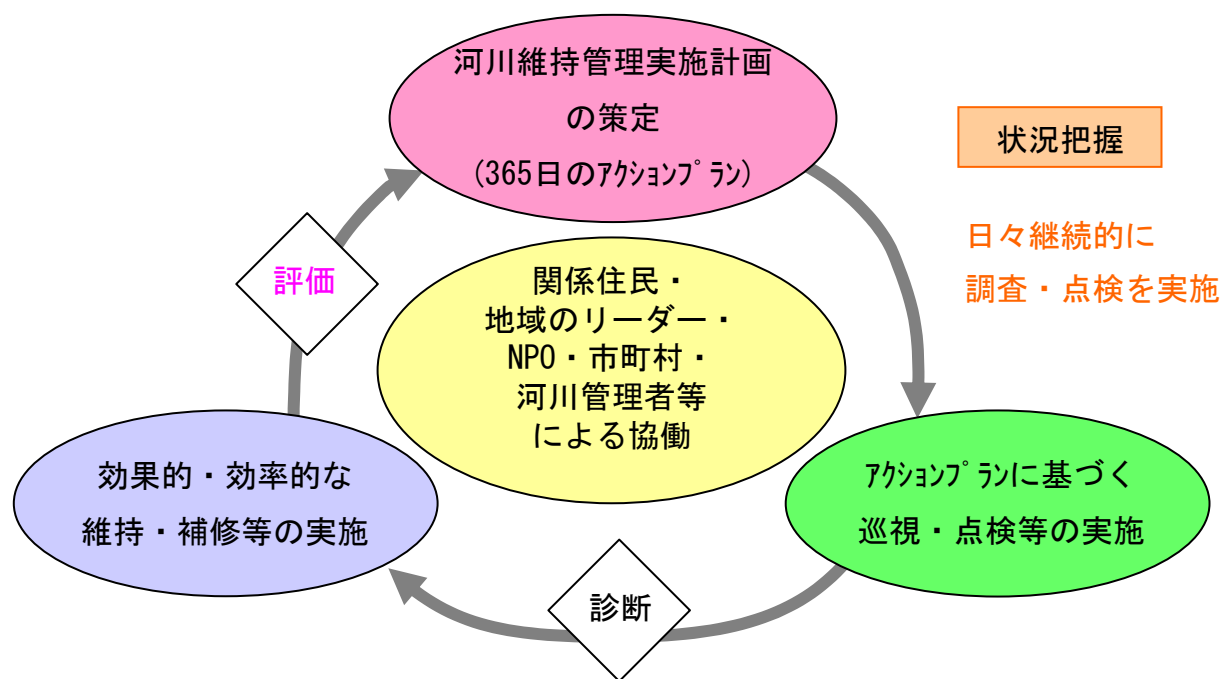 河川維持管理実施計画
の策定
(365日のｱｸｼｮﾝﾌﾟﾗﾝ)
状況把握
日々継続的に
調査・点検を実施
評価
関係住民・
地域のリーダー・
NPO・市町村・
河川管理者等
による協働
効果的・効率的な
維持・補修等の実施
ｱｸｼｮﾝﾌﾟﾗﾝに基づく
巡視・点検等の実施
診断